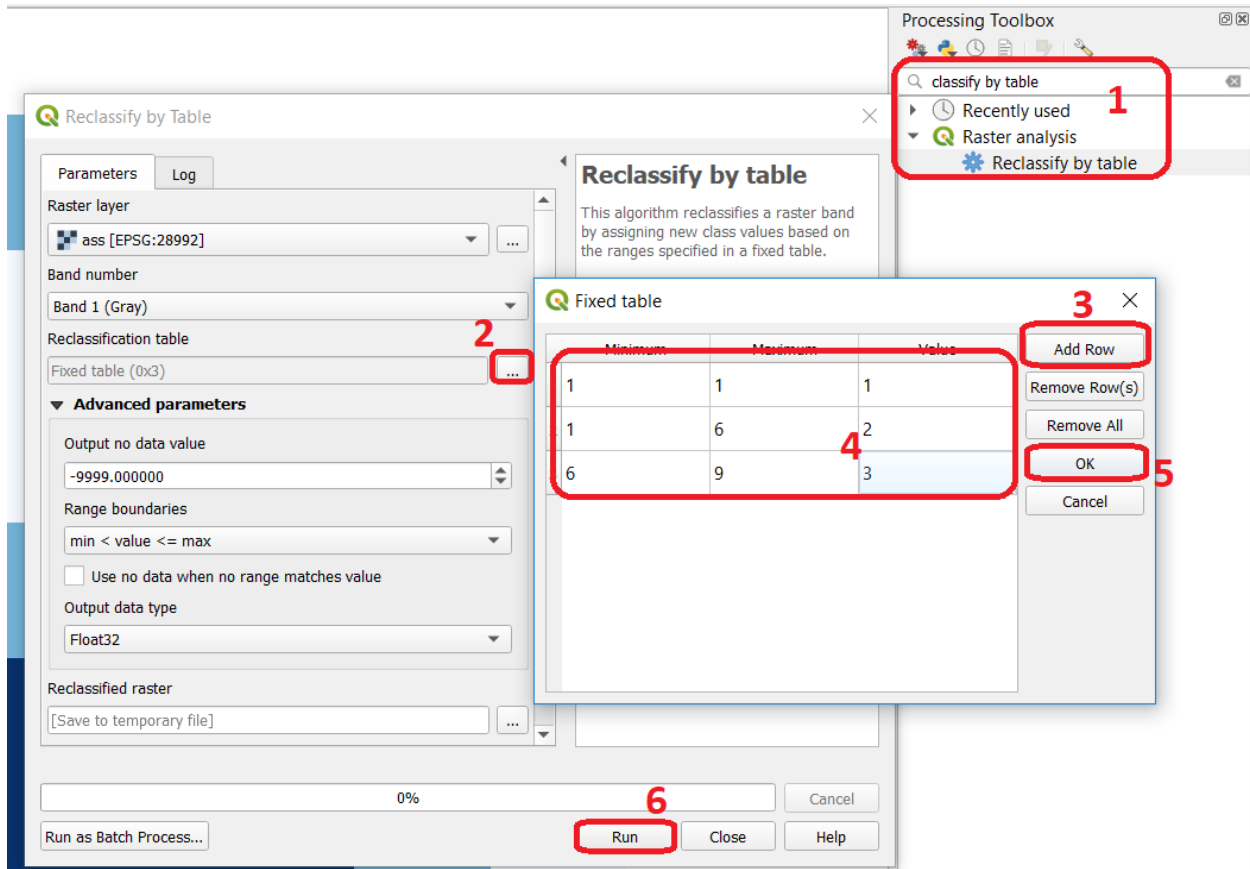 Processing Toolbox
classify by table
1
Recently used
Raster analysis
Reclassify by table
Reclassify by Table
Parameters
Log
Raster layer
ass [EPSG:28992]
...
Band number
Band 1 (Gray)
Reclassification table
2
Fixed table (0x3)
...
Advanced parameters
Output no data value
-9999.000000
Range boundaries
min < value <= max
Use no data when no range matches value
Output data type
Float32
Reclassified raster
[Save to temporary file]
...
Reclassify by table
This algorithm reclassifies a raster band
by assigning new class values based on
the ranges specified in a fixed table.
Fixed table
3
Minimum Maximum Value
1 1 1
1 6 2
4
6 9 3
Add Row
Remove Row(s)
Remove All
OK
5
Cancel
0%
Cancel
6
Run as Batch Process...
Run
Close
Help